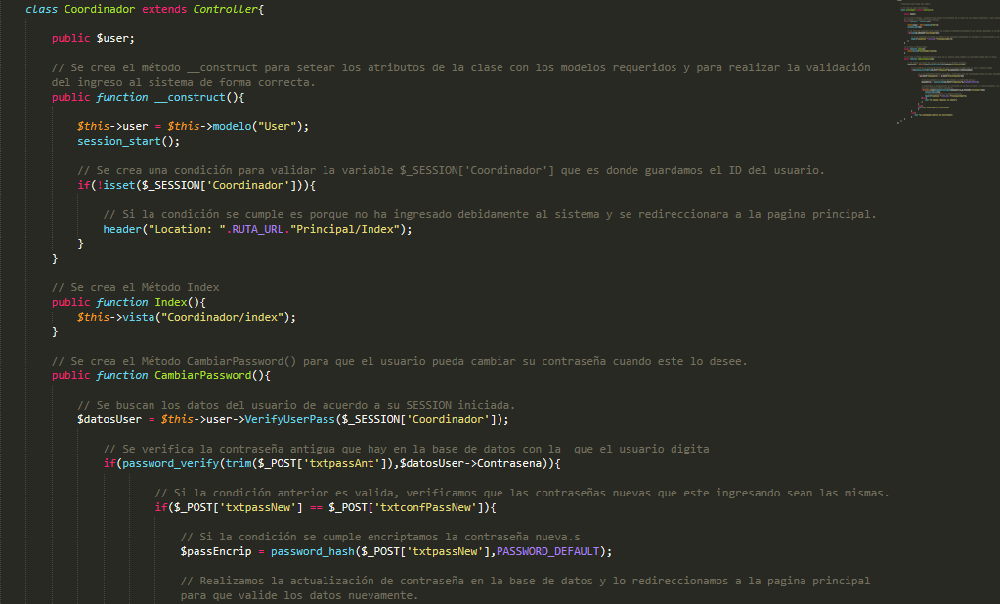 class Coordinador extends Controller{
public $user;
// Se crea el método __construct para setear los atributos de la clase con los modelos requeridos y para realizar la validación
del ingreso al sistema de forma correcta.
public function __construct(){
$this->user = $this->modelo("User");
session_start();
// Se crea una condición para validar la variable $_SESSION['Coordinador'] que es donde guardamos el ID del usuario.
if(!isset($_SESSION['Coordinador'])){
// Si la condición se cumple es porque no ha ingresado debidamente al sistema y se redireccionara a la pagina principal.
header("Location: ".RUTA_URL."Principal/Index");
}
}
// Se crea el Método Index
public function Index(){
$this->vista("Coordinador/index");
}
// Se crea el Método CambiarPassword() para que el usuario pueda cambiar su contraseña cuando este lo desee.
public function CambiarPassword(){
// Se buscan los datos del usuario de acuerdo a su SESSION iniciada.
$datosUser = $this->user->VerifyUserPass($_SESSION['Coordinador']);
// Se verifica la contraseña antigua que hay en la base de datos con la  que el usuario digita
if(password_verify(trim($_POST['txtpassAnt']),$datosUser->Contrasena)){
// Si la condición anterior es valida, verificamos que las contraseñas nuevas que este ingresando sean las mismas.
if($_POST['txtpassNew'] == $_POST['txtconfPassNew']){
// Si la condición se cumple encriptamos la contraseña nueva.s
$passEncrip = password_hash($_POST['txtpassNew'],PASSWORD_DEFAULT);
// Realizamos la actualización de contraseña en la base de datos y lo redireccionamos a la pagina principal
para que valide los datos nuevamente.